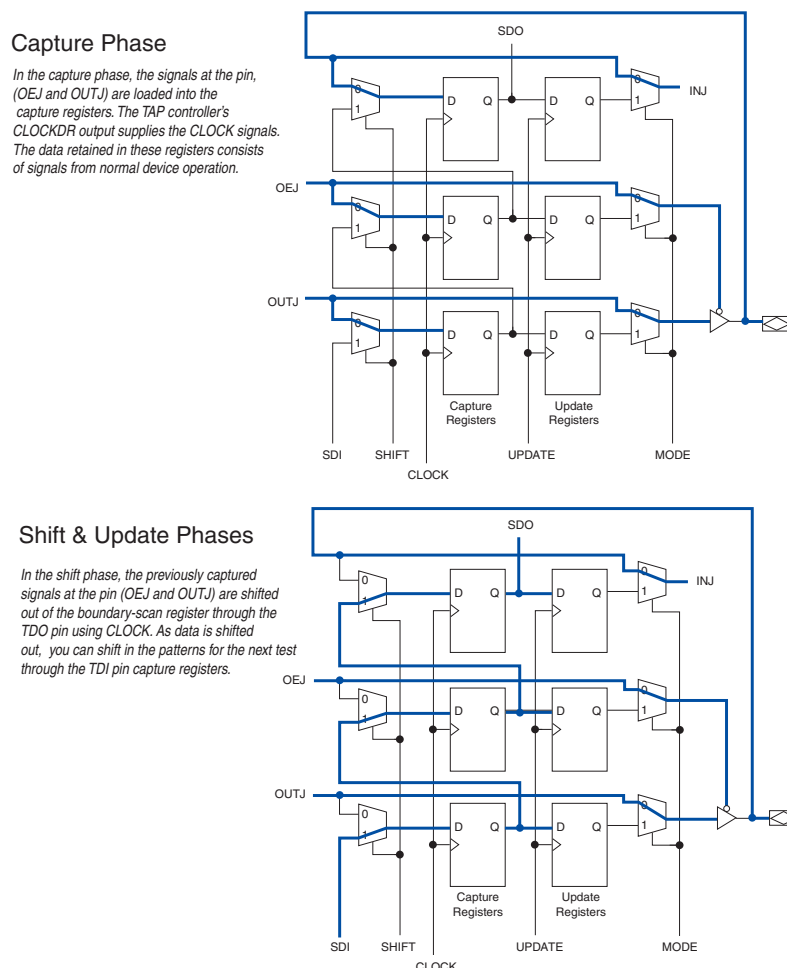 Capture Phase
In the capture phase, the signals at the pin,
(OEJ and OUTJ) are loaded into the
capture registers. The TAP controller's
CLOCKDR output supplies the CLOCK signals.
The data retained in these registers consists
of signals from normal device operation.
SDO
0
1
D Q
D Q
0
1
INJ
OEJ
0
1
D Q
D Q
0
1
OUTJ
0
1
D Q
D Q
0
1
Capture
Registers
Update
Registers
SDI
SHIFT
CLOCK
UPDATE
MODE
Shift & Update Phases
In the shift phase, the previously captured
signals at the pin (OEJ and OUTJ) are shifted
out of the boundary-scan register through the
TDO pin using CLOCK. As data is shifted
out, you can shift in the patterns for the next test
through the TDI pin capture registers.
SDO
0
1
D Q
D Q
0
1
INJ
OEJ
0
1
D Q
D Q
0
1
OUTJ
0
1
D Q
D Q
0
1
Capture
Registers
Update
Registers
SDI
SHIFT
CLOCK
UPDATE
MODE